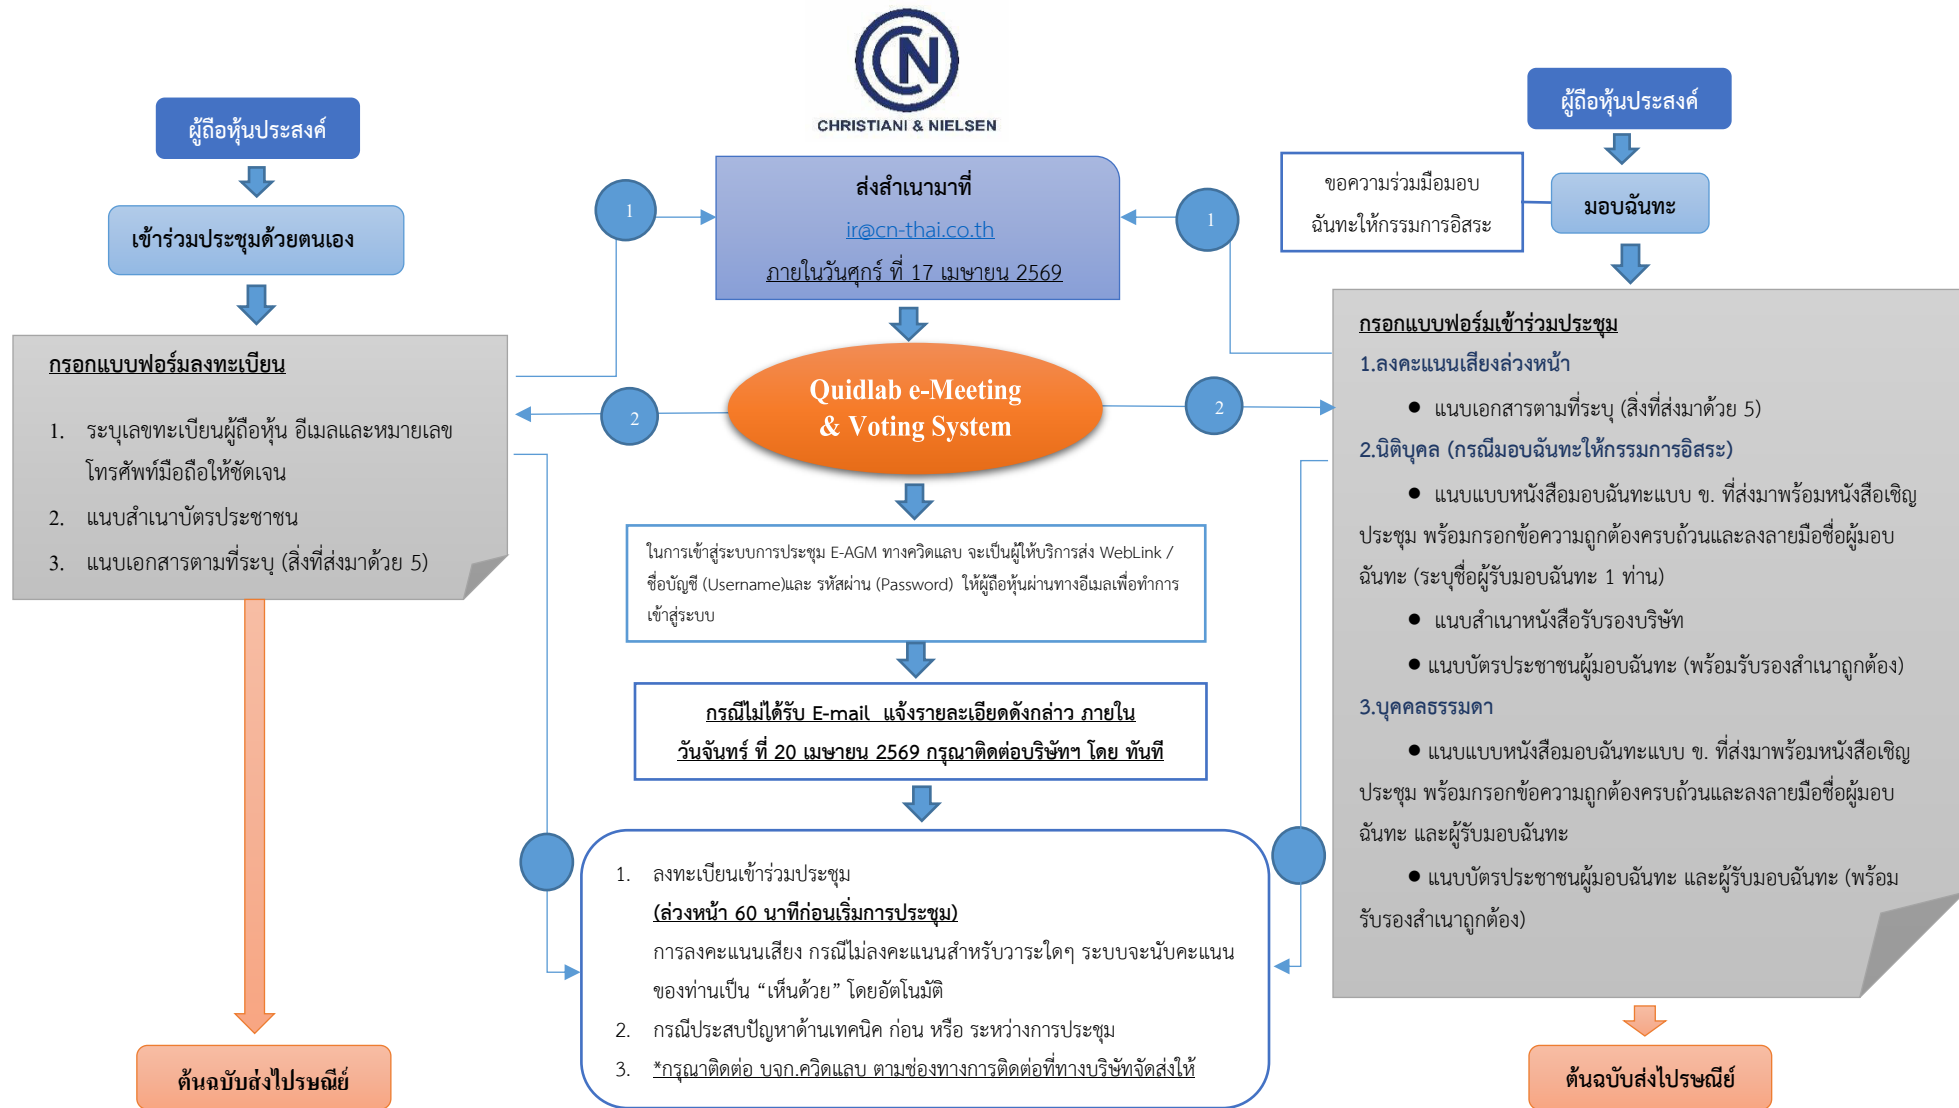 CHRISTIANI & NIELSEN
ผู้ถือหุ้นประสงค์
เข้าร่วมประชุมด้วยตนเอง
กรอกแบบฟอร์มลงทะเบียน
1. ระบุเลขทะเบียนผู้ถือหุ้น อีเมลและหมายเลข
โทรศัพท์มือถือให้ชัดเจน
2. แนบสำเนาบัตรประชาชน
3. แนบเอกสารตามที่ระบุ (สิ่งที่ส่งมาด้วย 5)
ต้นฉบับส่งไปรษณีย์
1
2
ส่งสำเนามาที่
ir@cn-thai.co.th
ภายในวันศุกร์ ที่ 17 เมษายน 2569
Quidlab e-Meeting
& Voting System
ในการเข้าสู่ระบบการประชุม E-AGM ทางควิดแลบ จะเป็นผู้ให้บริการส่ง WebLink /
ชื่อบัญชี (Username)และ รหัสผ่าน (Password) ให้ผู้ถือหุ้นผ่านทางอีเมลเพื่อทำการ
เข้าสู่ระบบ
กรณีไม่ได้รับ E-mail แจ้งรายละเอียดดังกล่าว ภายใน
วันจันทร์ ที่ 20 เมษายน 2569 กรุณาติดต่อบริษัทฯ โดย ทันที
1. ลงทะเบียนเข้าร่วมประชุม
(ล่วงหน้า 60 นาทีก่อนเริ่มการประชุม)
การลงคะแนนเสียง กรณีไม่ลงคะแนนสำหรับวาระใดๆ ระบบจะนับคะแนน
ของท่านเป็น “เห็นด้วย” โดยอัตโนมัติ
2. กรณีประสบปัญหาด้านเทคนิค ก่อน หรือ ระหว่างการประชุม
3. *กรุณาติดต่อ บจก.ควิดแลบ ตามช่องทางการติดต่อที่ทางบริษัทจัดส่งให้
1
2
ผู้ถือหุ้นประสงค์
ขอความร่วมมือมอบ
ฉันทะให้กรรมการอิสระ
มอบฉันทะ
กรอกแบบฟอร์มเข้าร่วมประชุม
1.ลงคะแนนเสียงล่วงหน้า
● แนบเอกสารตามที่ระบุ (สิ่งที่ส่งมาด้วย 5)
2.นิติบุคล (กรณีมอบฉันทะให้กรรมการอิสระ)
● แนบแบบหนังสือมอบฉันทะแบบ ข. ที่ส่งมาพร้อมหนังสือเชิญ
ประชุม พร้อมกรอกข้อความถูกต้องครบถ้วนและลงลายมือชื่อผู้มอบ
ฉันทะ (ระบุชื่อผู้รับมอบฉันทะ 1 ท่าน)
● แนบสำเนาหนังสือรับรองบริษัท
● แนบบัตรประชาชนผู้มอบฉันทะ (พร้อมรับรองสำเนาถูกต้อง)
3.บุคคลธรรมดา
● แนบแบบหนังสือมอบฉันทะแบบ ข. ที่ส่งมาพร้อมหนังสือเชิญ
ประชุม พร้อมกรอกข้อความถูกต้องครบถ้วนและลงลายมือชื่อผู้มอบ
ฉันทะ และผู้รับมอบฉันทะ
● แนบบัตรประชาชนผู้มอบฉันทะ และผู้รับมอบฉันทะ (พร้อม
รับรองสำเนาถูกต้อง)
ต้นฉบับส่งไปรษณีย์